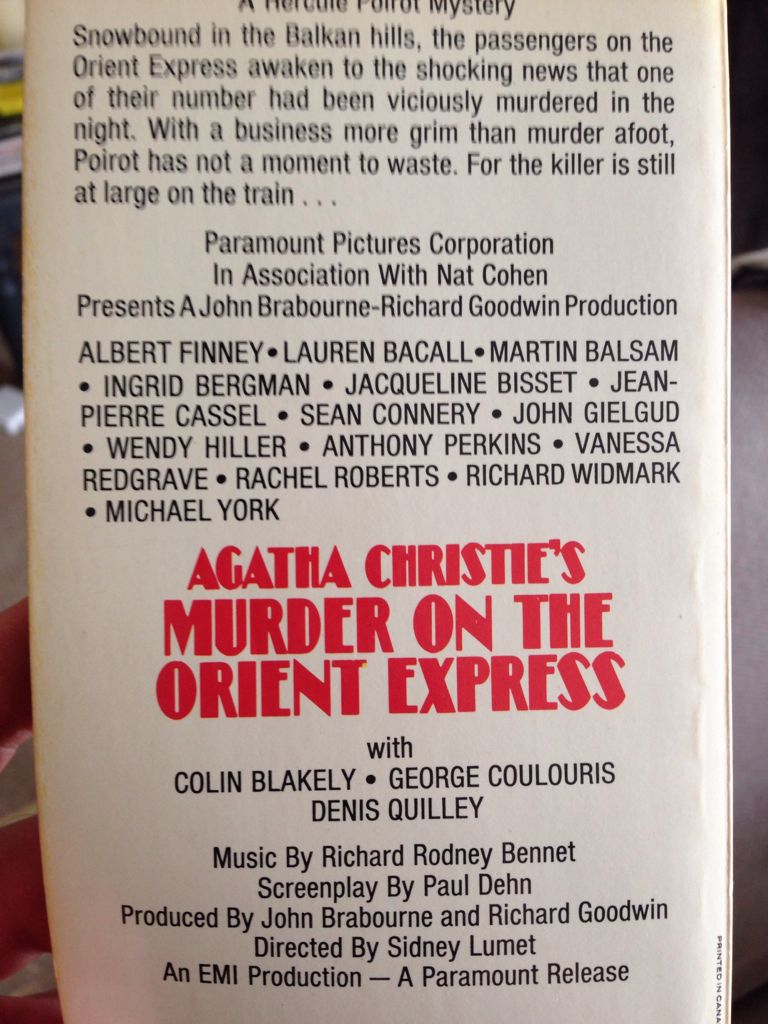 A Hercule Poirot Mystery
Snowbound in the Balkan hills, the passengers on the
Orient Express awaken to the shocking news that one
of their number had been viciously murdered in the
night. With a business more grim than murder afoot,
Poirot has not a moment to waste. For the killer is still
at large on the train . . .
Paramount Pictures Corporation
In Association With Nat Cohen
Presents A John Brabourne-Richard Goodwin Production
ALBERT FINNEY • LAUREN BACALL • MARTIN BALSAM
• INGRID BERGMAN • JACQUELINE BISSET • JEAN-
PIERRE CASSEL • SEAN CONNERY • JOHN GIELGUD
• WENDY HILLER • ANTHONY PERKINS • VANESSA
REDGRAVE • RACHEL ROBERTS • RICHARD WIDMARK
• MICHAEL YORK
AGATHA CHRISTIE'S
MURDER ON THE
ORIENT EXPRESS
with
COLIN BLAKELY • GEORGE COULOURIS
DENIS QUILLEY
Music By Richard Rodney Bennet
Screenplay By Paul Dehn
Produced By John Brabourne and Richard Goodwin
Directed By Sidney Lumet
An EMI Production — A Paramount Release
PRINTED IN CANA